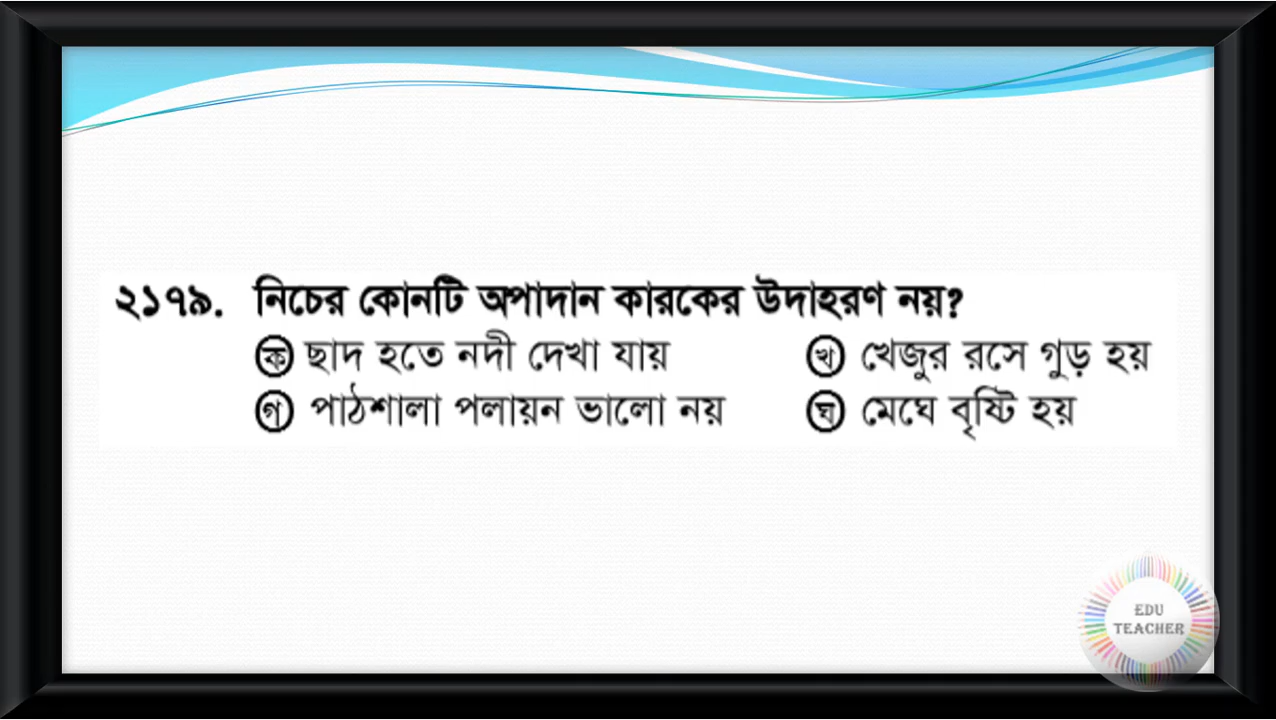 ২১৭৯. নিচের কোনটি অপাদান কারকের উদাহরণ নয়?
ক ছাদ হতে নদী দেখা যায় খ খেজুর রসে গুড় হয়
গ পাঠশালা পলায়ন ভালো নয় ঘ মেঘে বৃষ্টি হয়
EDU
TEACHER